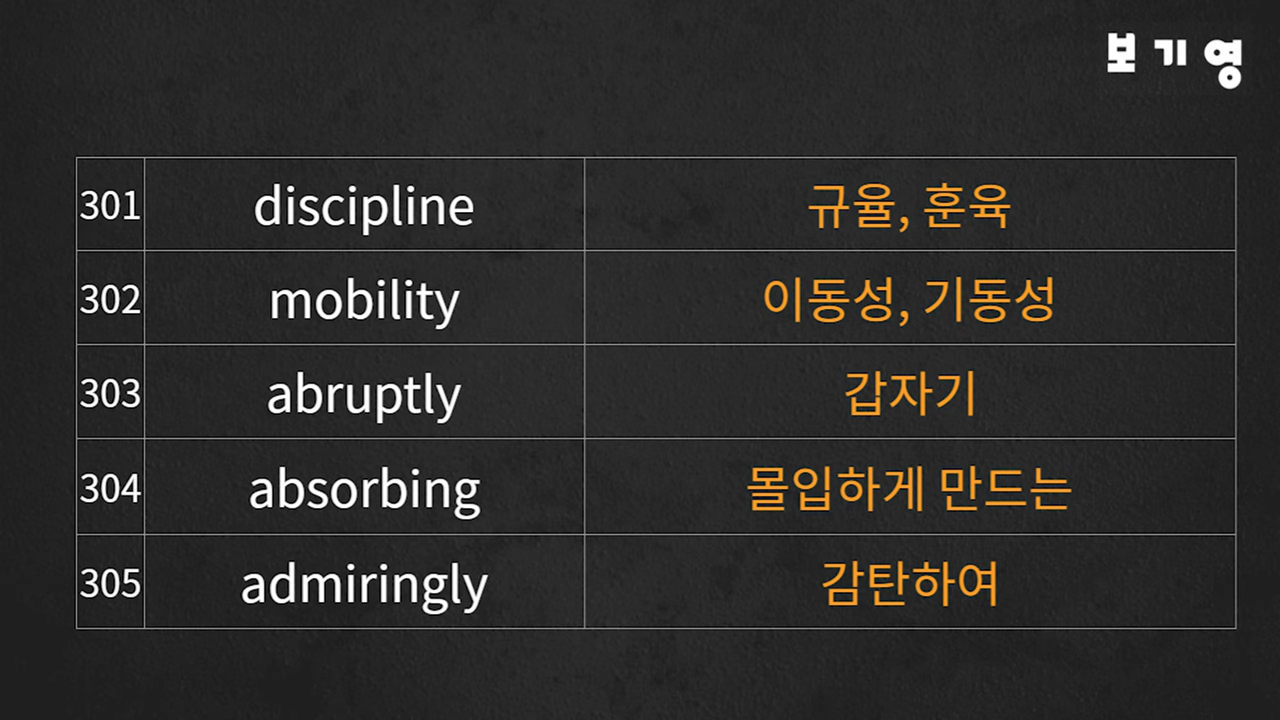 보기영
301 discipline 규율, 훈육
302 mobility 이동성, 기동성
303 abruptly 갑자기
304 absorbing 몰입하게 만드는
305 admiringly 감탄하여